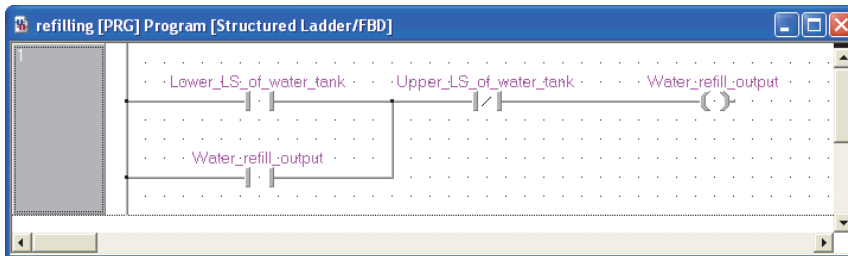 refilling [PRG] Program [Structured Ladder/FBD]
1
Lower_LS_of_water_tank Upper_LS_of_water_tank Water_refill_output
Water_refill_output